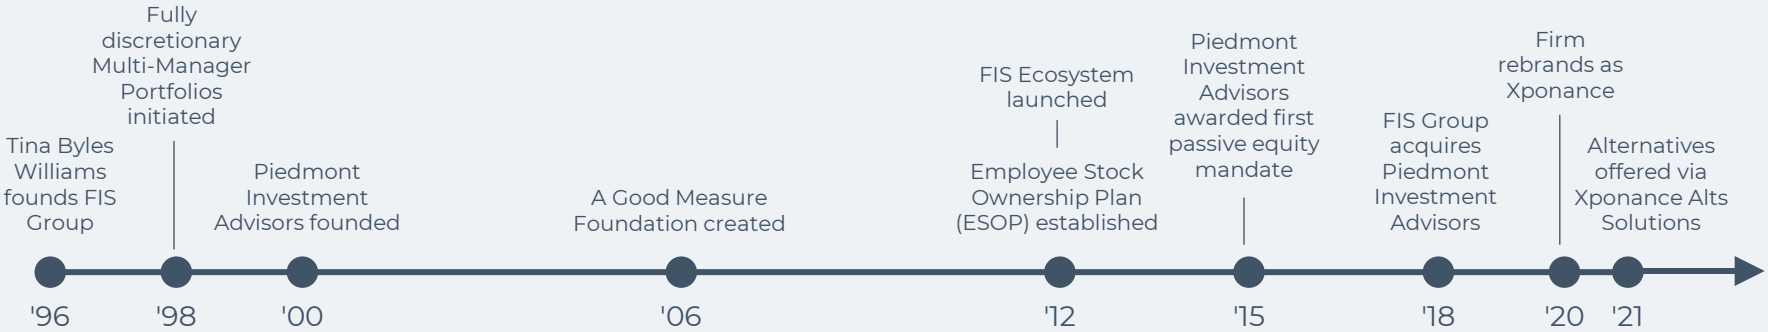 Tina Byles
Williams
founds FIS
Group
Fully
discretionary
Multi-Manager
Portfolios
initiated
Piedmont
Investment
Advisors founded
A Good Measure
Foundation created
FIS Ecosystem
launched
Employee Stock
Ownership Plan
(ESOP) established
Piedmont
Investment
Advisors
awarded first
passive equity
mandate
FIS Group
acquires
Piedmont
Investment
Advisors
Firm
rebrands as
Xponance
Alternatives
offered via
Xponance Alts
Solutions
'96
'98
'00
'06
'12
'15
'18
'20
'21